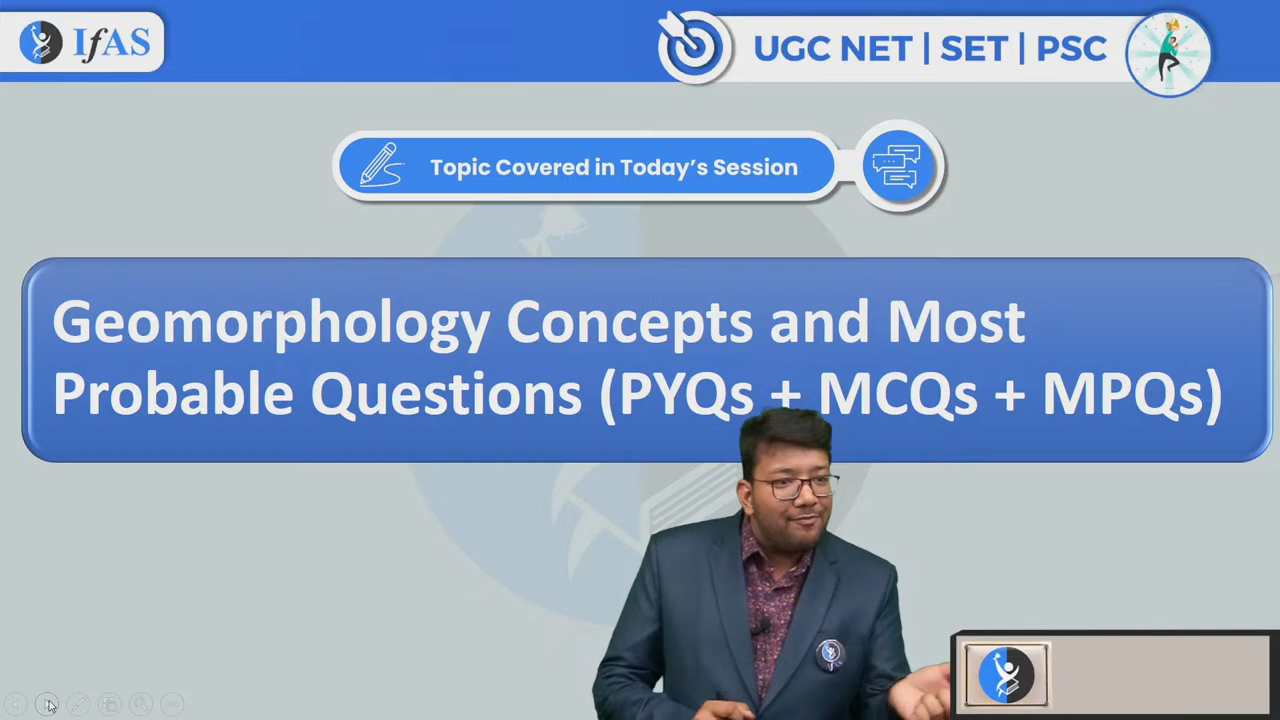 IfAS
UGC NET | SET | PSC
Topic Covered in Today's Session
Geomorphology Concepts and Most
Probable Questions (PYQs + MCQs + MPQs)
IfAS